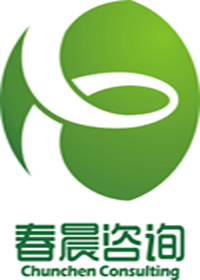 春晨咨询
Chunchen Consulting